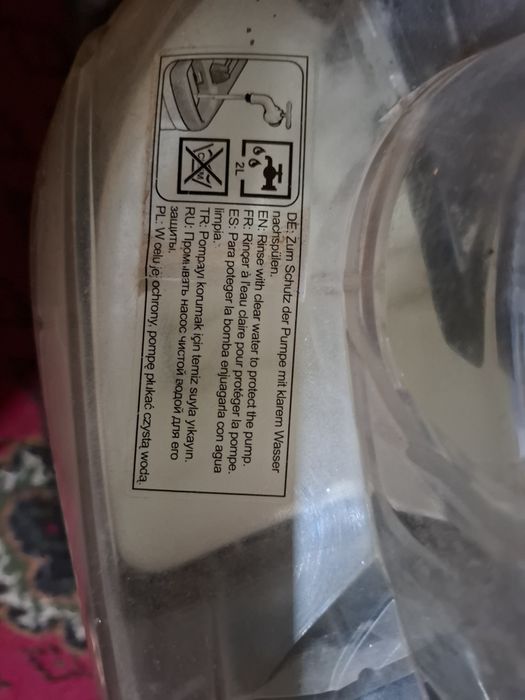 2L
DE: Zum Schutz der Pumpe mit klarem Wasser
nachspülen.
EN: Rinse with clear water to protect the pump.
FR: Rinçer à l'eau claire pour protéger la pompe.
ES: Para poteger la bomba enjuagarla con agua
limpia.
TR: Pompayı korumak için temiz suyla yıkayın.
RU: Промывать насос чистой водой для его
защиты.
PL: W celu jej ochrony, pompę płukać czystą wodą.